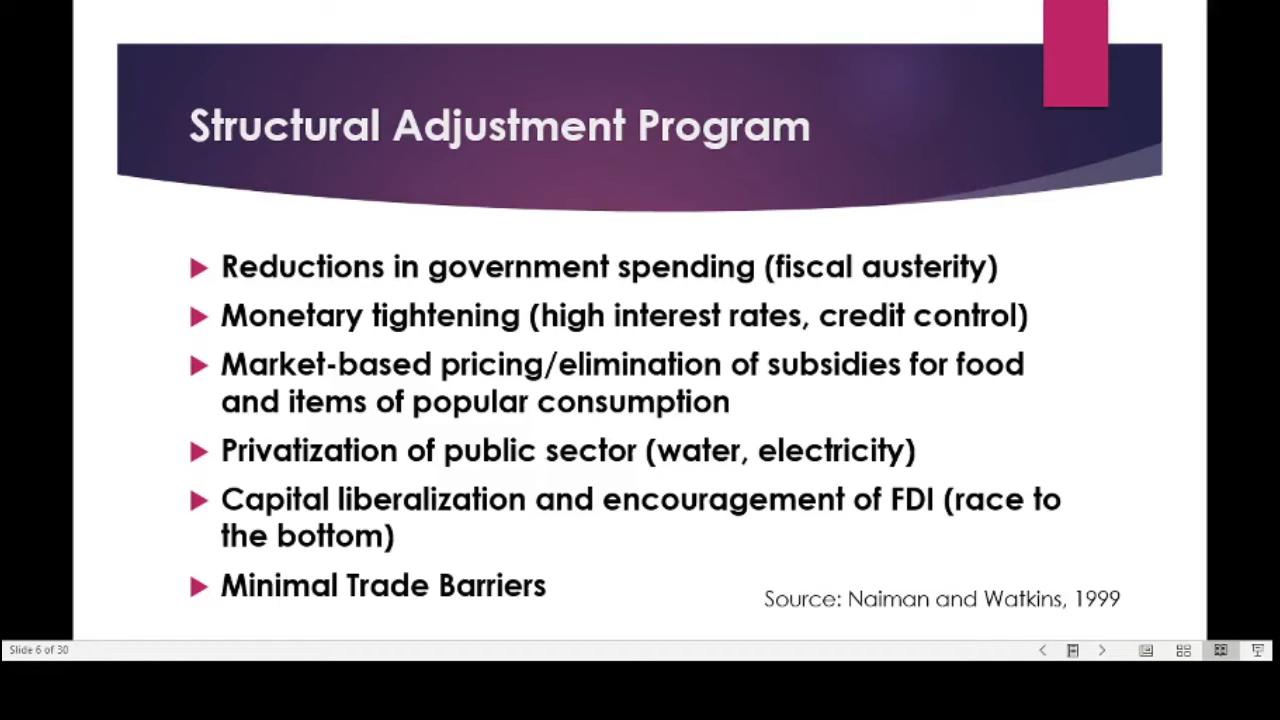 Structural Adjustment Program
Reductions in government spending (fiscal austerity)
Monetary tightening (high interest rates, credit control)
Market-based pricing/elimination of subsidies for food
and items of popular consumption
Privatization of public sector (water, electricity)
Capital liberalization and encouragement of FDI (race to
the bottom)
Minimal Trade Barriers
Source: Naiman and Watkins, 1999
Slide 6 of 30